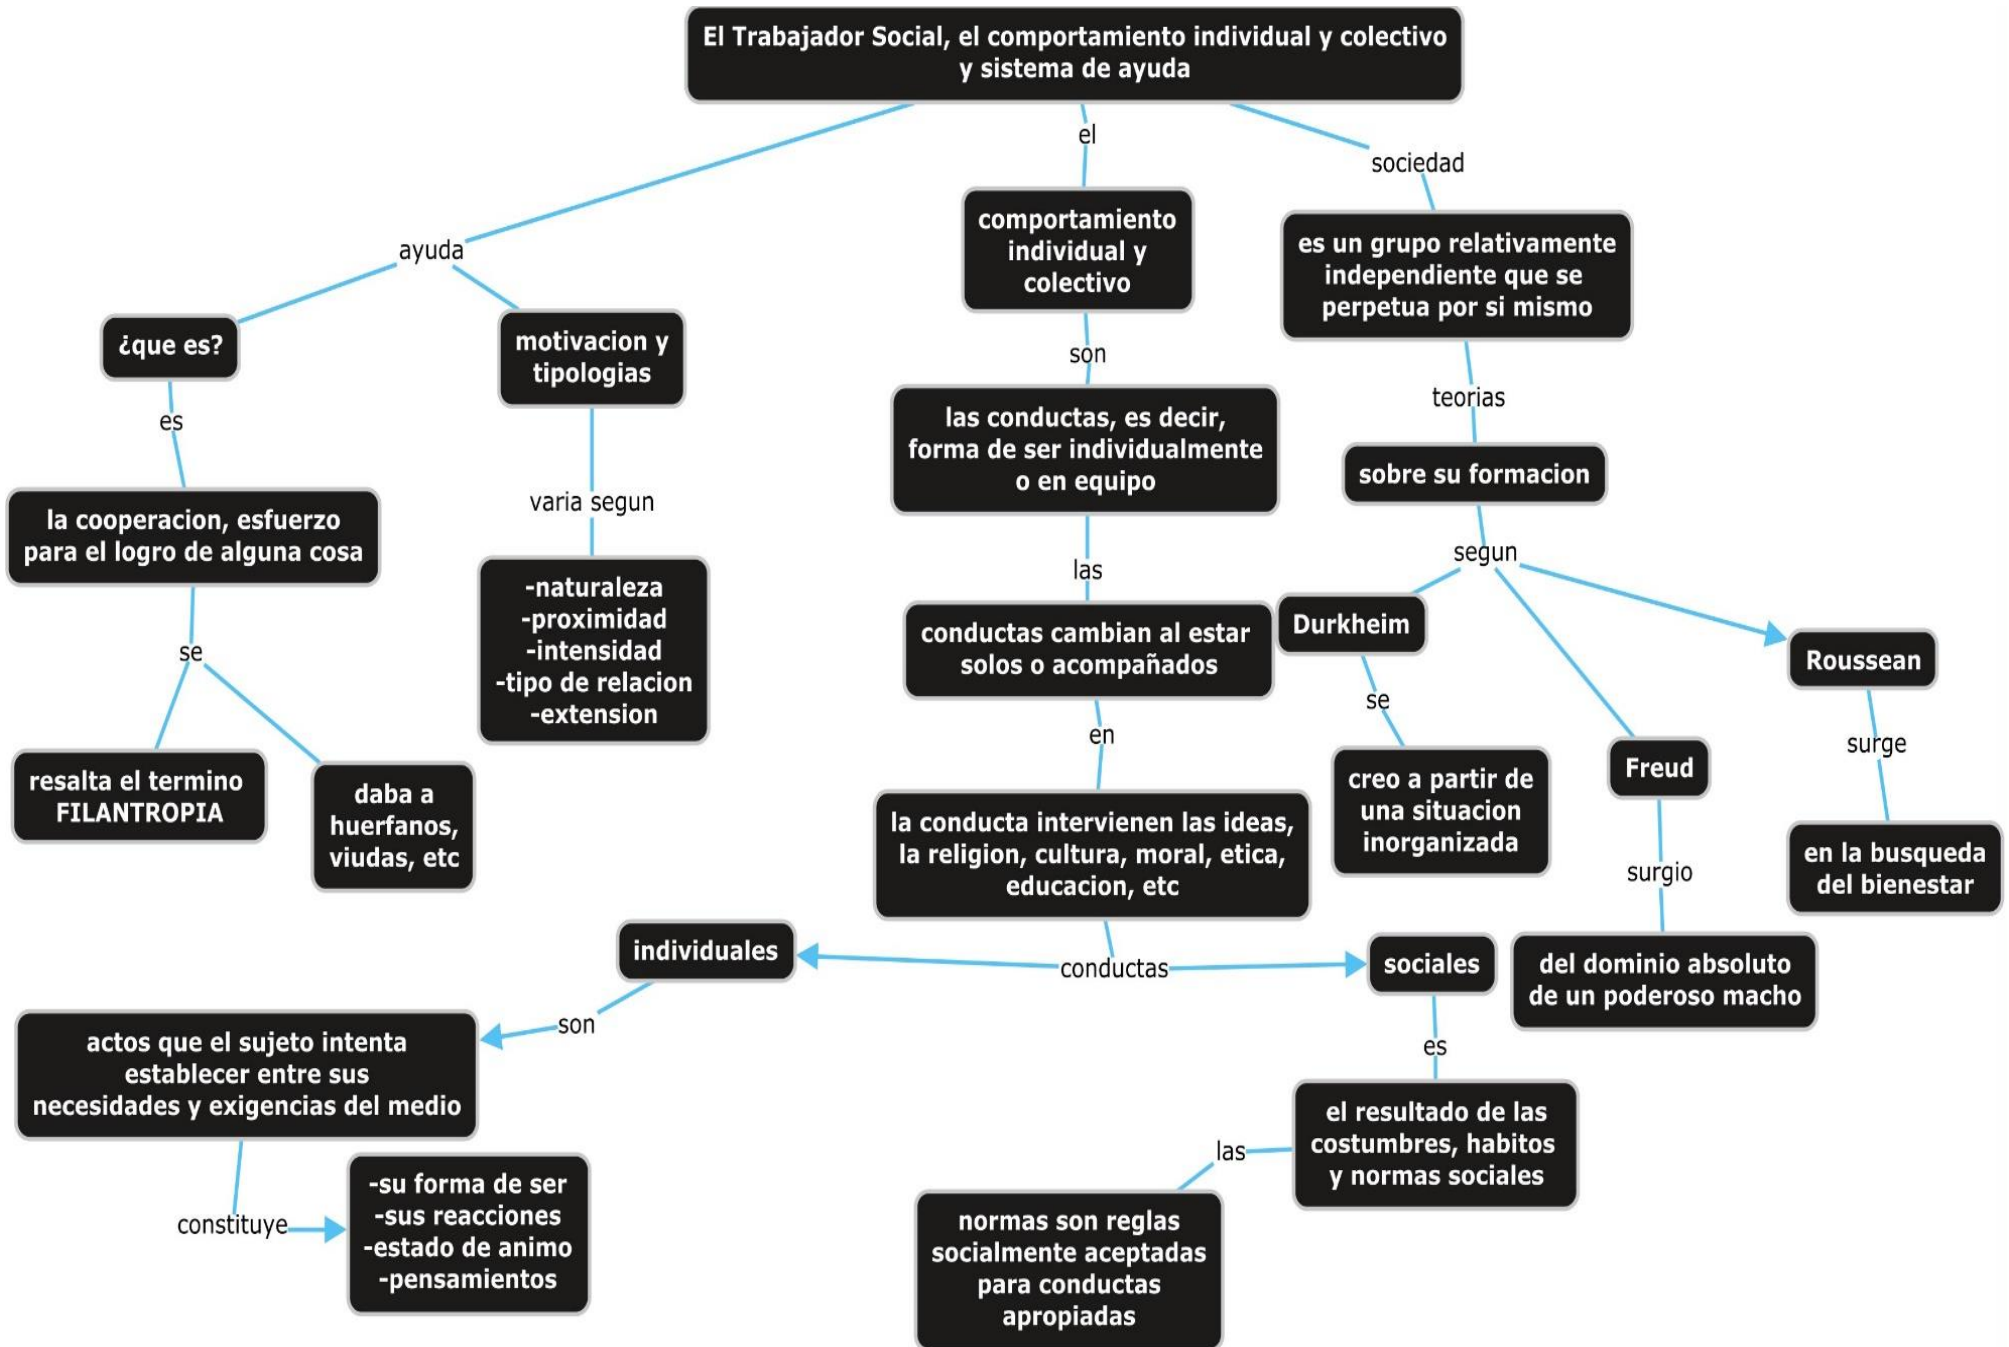 El Trabajador Social, el comportamiento individual y colectivo
y sistema de ayuda
ayuda
¿que es?
es
la cooperacion, esfuerzo
para el logro de alguna cosa
se
resalta el termino
FILANTROPIA
daba a
huerfanos,
viudas, etc
motivacion y
tipologias
varia segun
-naturaleza
-proximidad
-intensidad
-tipo de relacion
-extension
el
comportamiento
individual y
colectivo
son
las conductas, es decir,
forma de ser individualmente
o en equipo
las
conductas cambian al estar
solos o acompañados
en
la conducta intervienen las ideas,
la religion, cultura, moral, etica,
educacion, etc
conductas
individuales
son
actos que el sujeto intenta
establecer entre sus
necesidades y exigencias del medio
constituye
-su forma de ser
-sus reacciones
-estado de animo
-pensamientos
sociales
es
el resultado de las
costumbres, habitos
y normas sociales
las
normas son reglas
socialmente aceptadas
para conductas
apropiadas
sociedad
es un grupo relativamente
independiente que se
perpetua por si mismo
teorias
sobre su formacion
segun
Durkheim
se
creo a partir de
una situacion
inorganizada
Freud
surgio
del dominio absoluto
de un poderoso macho
Roussean
surge
en la busqueda
del bienestar